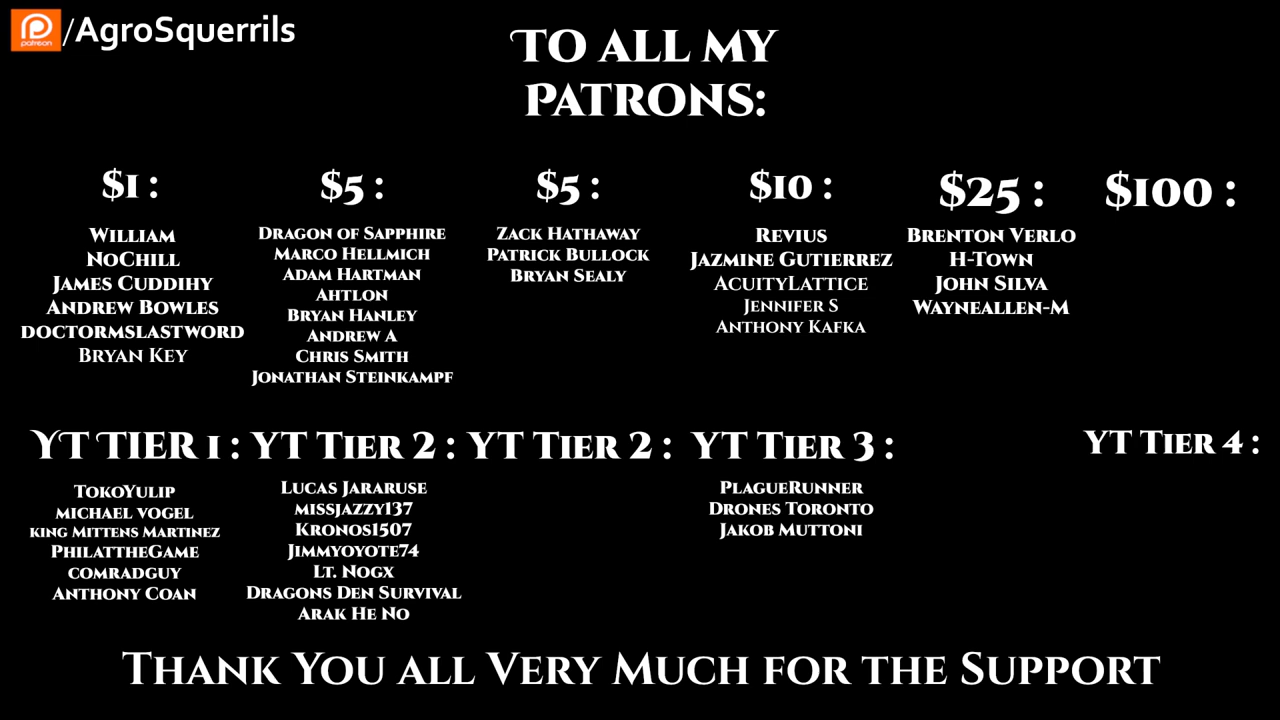 patreon
/AgroSquerrils
To all my
Patrons:
$1 :
William
NoChill
James Cuddihy
Andrew Bowles
doctormslastword
Bryan Key
$5 :
Dragon of Sapphire
Marco Hellmich
Adam Hartman
Ahtlon
Bryan Hanley
Andrew A
Chris Smith
Jonathan Steinkampf
$5 :
Zack Hathaway
Patrick Bullock
Bryan Sealy
$10 :
Revius
Jazmine Gutierrez
AcuityLattice
Jennifer S
Anthony Kafka
$25 :
Brenton Verlo
H-Town
John Silva
Wayneallen-M
$100 :
YT Tier 1 :
TokoYulip
michael vogel
king Mittens Martinez
PhilattheGame
comradguy
Anthony Coan
YT Tier 2 :
Lucas Jararuse
missjazzy137
Kronos1507
Jimmyoyote74
Lt. Nogx
Dragons Den Survival
Arak He No
YT Tier 2 :
YT Tier 3 :
PlagueRunner
Drones Toronto
Jakob Muttoni
YT Tier 4 :
Thank You all Very Much for the Support